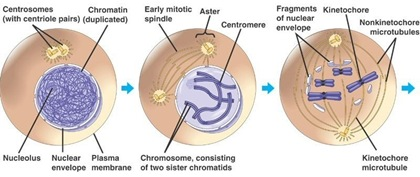 Centrosomes
(with centriole pairs)
Chromatin
(duplicated)
Early mitotic
spindle
Aster
Centromere
Fragments
of nuclear
envelope
Kinetochore
Nonkinetochore
microtubules
Nucleolus
Nuclear
envelope
Plasma
membrane
Chromosome, consisting
of two sister chromatids
Kinetochore
microtubule